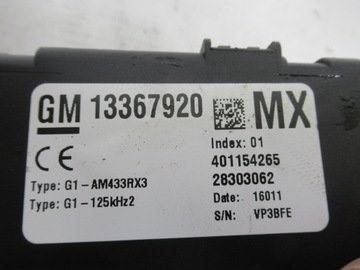 GM 13367920 MX
Index: 01
CE 401154265
Type: G1-AM433RX3 28303062
Type: G1-125kHz2 Date: 16011
S/N: VP3BFE